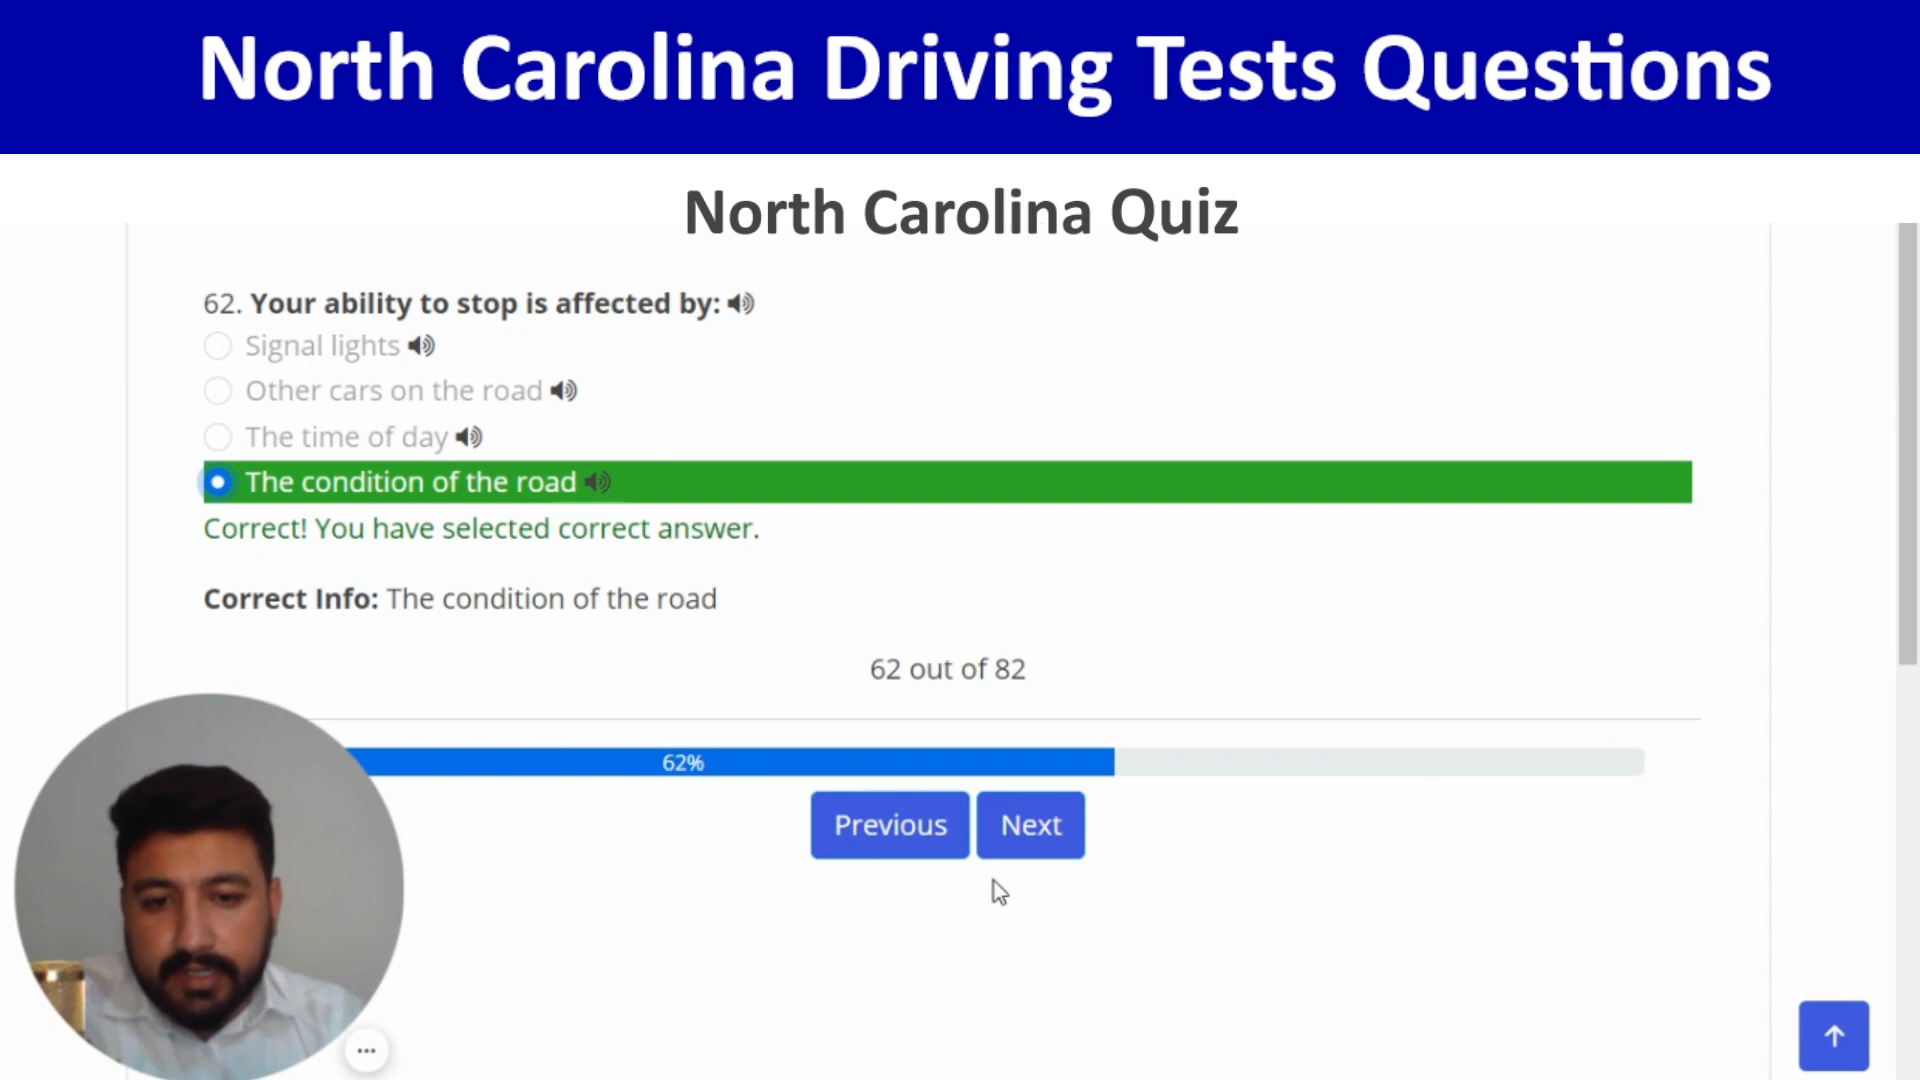 North Carolina Driving Tests Questions
North Carolina Quiz
62. Your ability to stop is affected by:
Signal lights
Other cars on the road
The time of day
The condition of the road
Correct! You have selected correct answer.
Correct Info: The condition of the road
62 out of 82
62%
Previous
Next